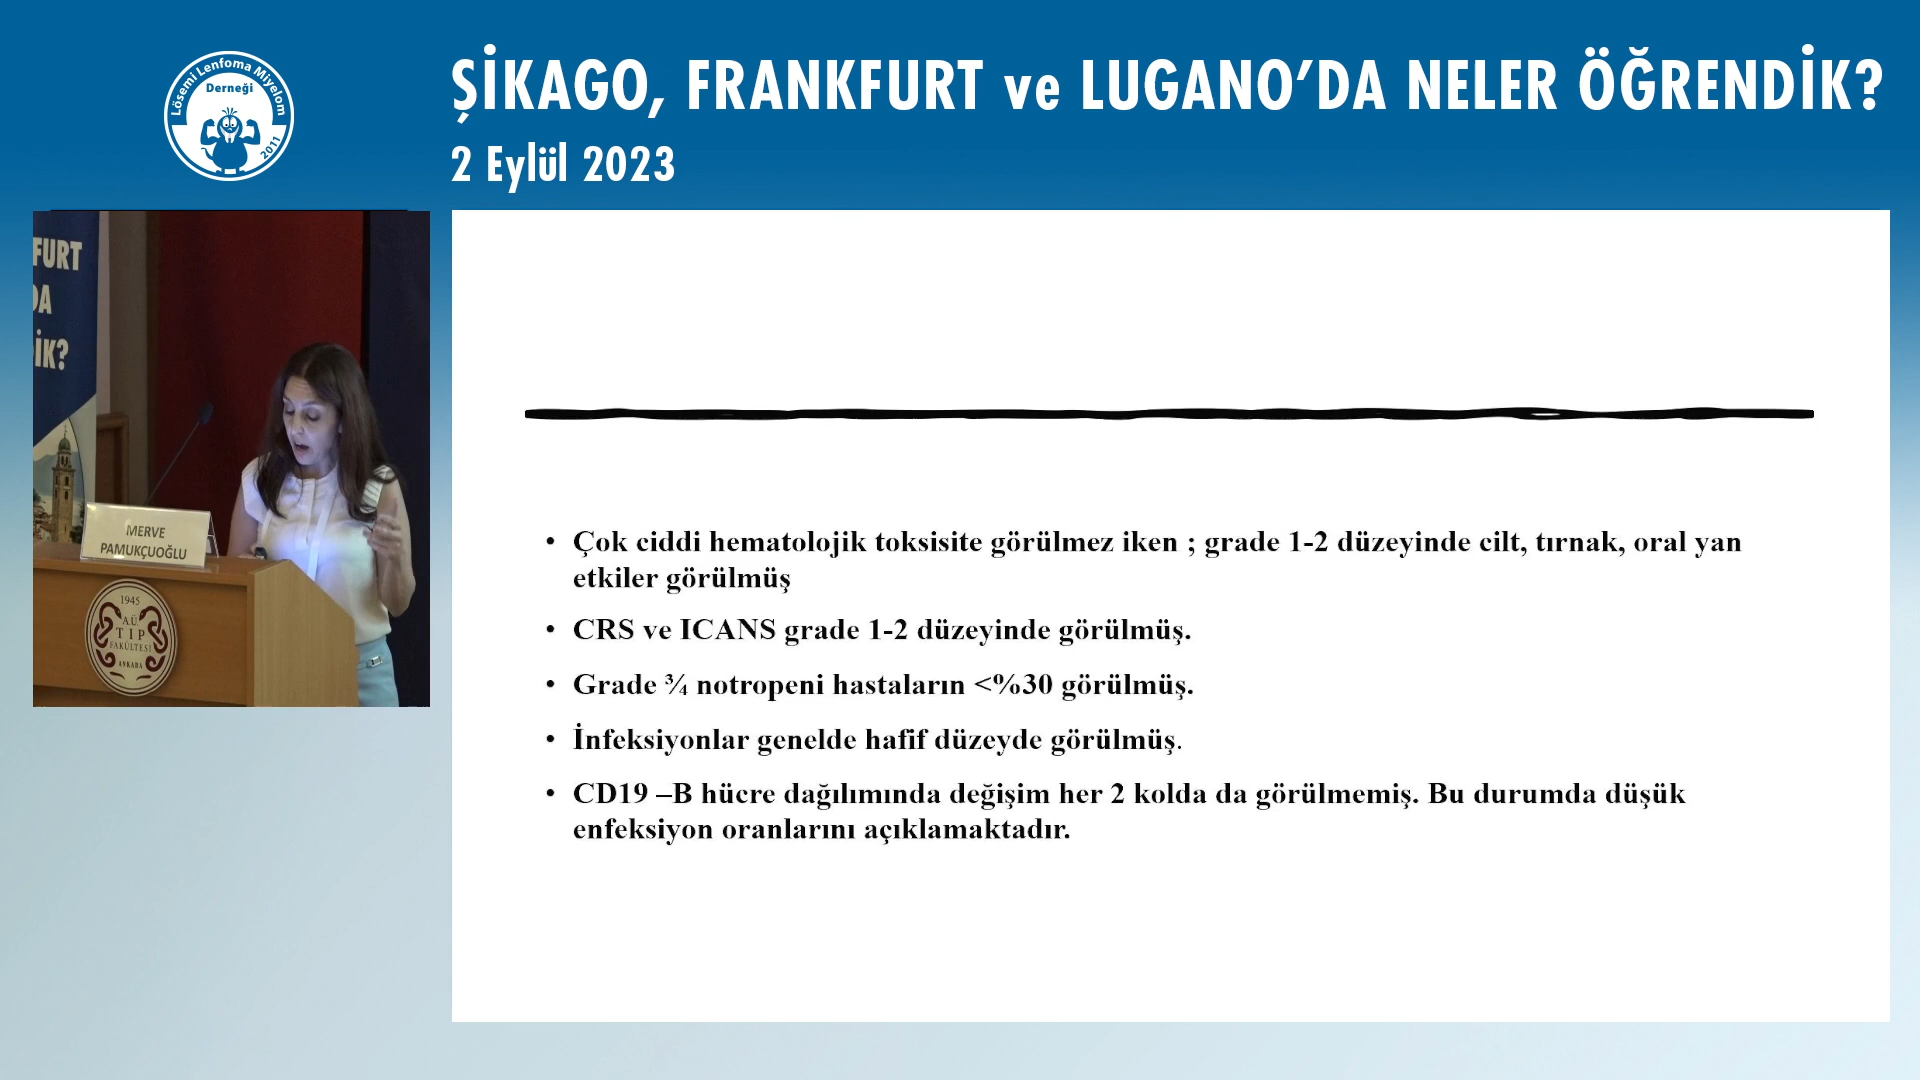 Lösemi Lenfoma Miyelom
Derneği
2011
ŞİKAGO, FRANKFURT ve LUGANO’DA NELER ÖĞRENDİK?
2 Eylül 2023
FURT
DA
İK?
MERVE
PAMUKÇUOĞLU
1945
AÜ
TIP
FAKÜLTESİ
ANKARA
• Çok ciddi hematolojik toksisite görülmez iken ; grade 1-2 düzeyinde cilt, tırnak, oral yan
etkiler görülmüş
• CRS ve ICANS grade 1-2 düzeyinde görülmüş.
• Grade ¾ notropeni hastaların <%30 görülmüş.
• İnfeksiyonlar genelde hafif düzeyde görülmüş.
• CD19 –B hücre dağılımında değişim her 2 kolda da görülmemiş. Bu durumda düşük
enfeksiyon oranlarını açıklamaktadır.